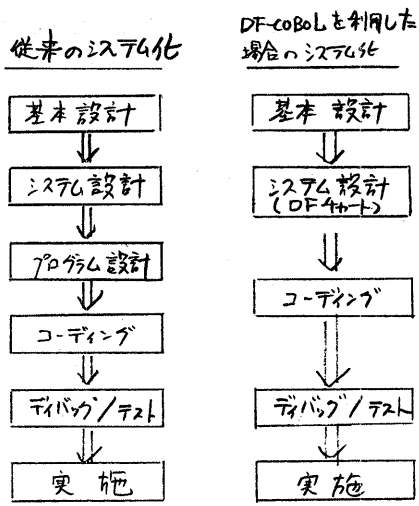 従来のシステム化
基本設計
システム設計
プログラム設計
コーディング
ディバッグ/テスト
実施
DF-COBOLを利用した
場合のシステム化
基本設計
システム設計
(DFチャート)
コーディング
ディバッグ/テスト
実施